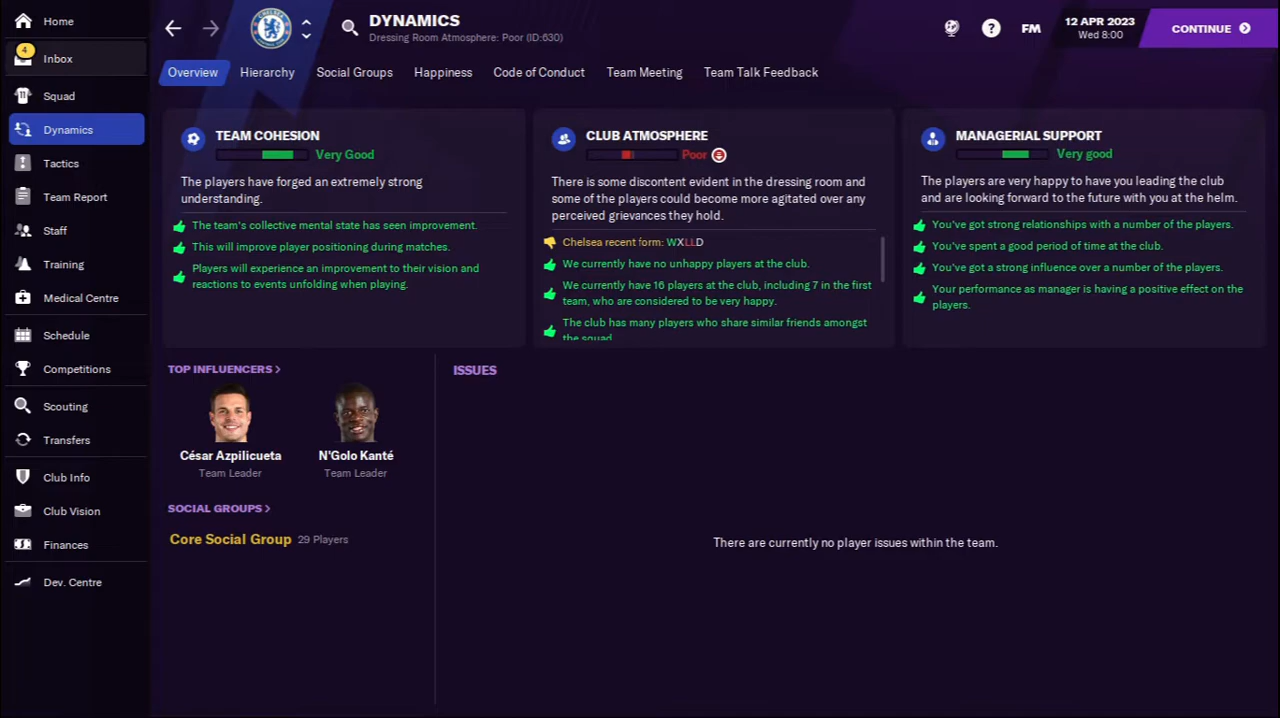 Home
4
Inbox
Squad
Dynamics
Tactics
Team Report
Staff
Training
Medical Centre
Schedule
Competitions
Scouting
Transfers
Club Info
Club Vision
Finances
Dev. Centre
DYNAMICS
Dressing Room Atmosphere: Poor (ID:630)
FM
12 APR 2023
Wed 8:00
CONTINUE
Overview
Hierarchy
Social Groups
Happiness
Code of Conduct
Team Meeting
Team Talk Feedback
TEAM COHESION
Very Good
The players have forged an extremely strong
understanding.
The team's collective mental state has seen improvement.
This will improve player positioning during matches.
Players will experience an improvement to their vision and
reactions to events unfolding when playing.
CLUB ATMOSPHERE
Poor
There is some discontent evident in the dressing room and
some of the players could become more agitated over any
perceived grievances they hold.
Chelsea recent form: WXLLD
We currently have no unhappy players at the club.
We currently have 16 players at the club, including 7 in the first
team, who are considered to be very happy.
The club has many players who share similar friends amongst
the squad.
MANAGERIAL SUPPORT
Very good
The players are very happy to have you leading the club
and are looking forward to the future with you at the helm.
You've got strong relationships with a number of the players.
You've spent a good period of time at the club.
You've got a strong influence over a number of the players.
Your performance as manager is having a positive effect on the
players.
TOP INFLUENCERS >
César Azpilicueta
Team Leader
N'Golo Kanté
Team Leader
SOCIAL GROUPS >
Core Social Group 29 Players
ISSUES
There are currently no player issues within the team.